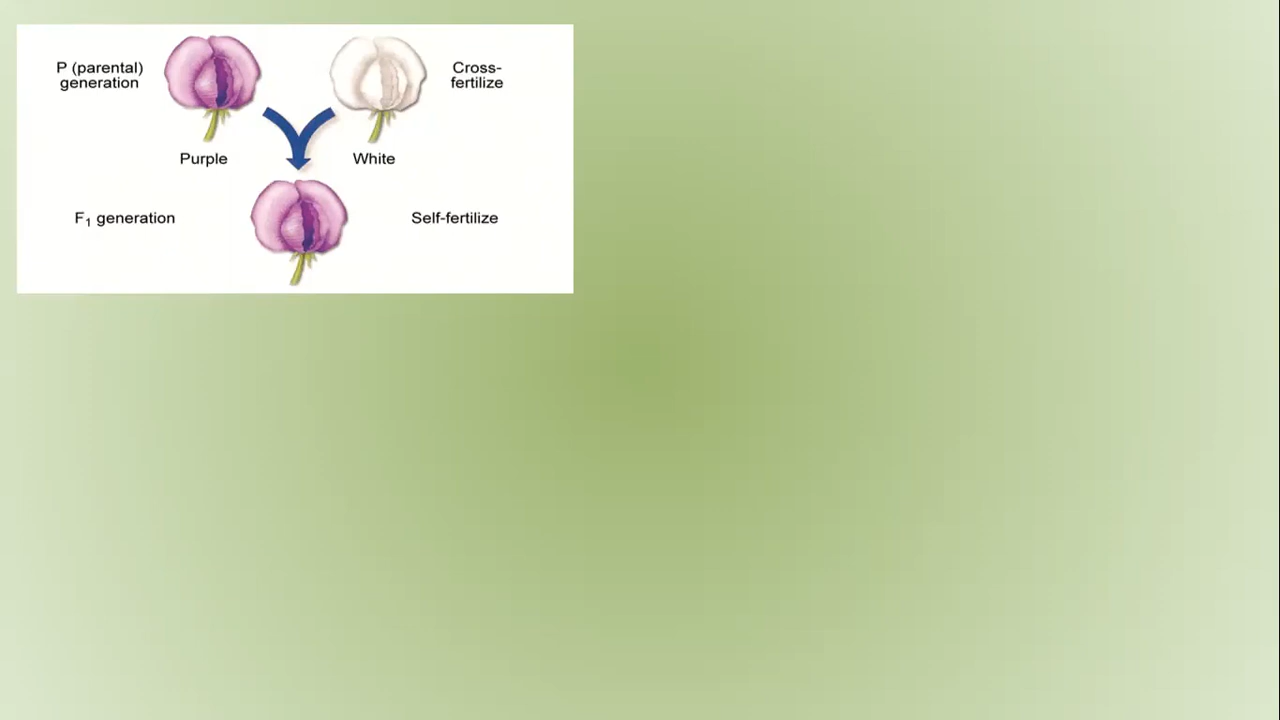 P (parental)
generation
Cross-
fertilize
Purple
White
F₁ generation
Self-fertilize